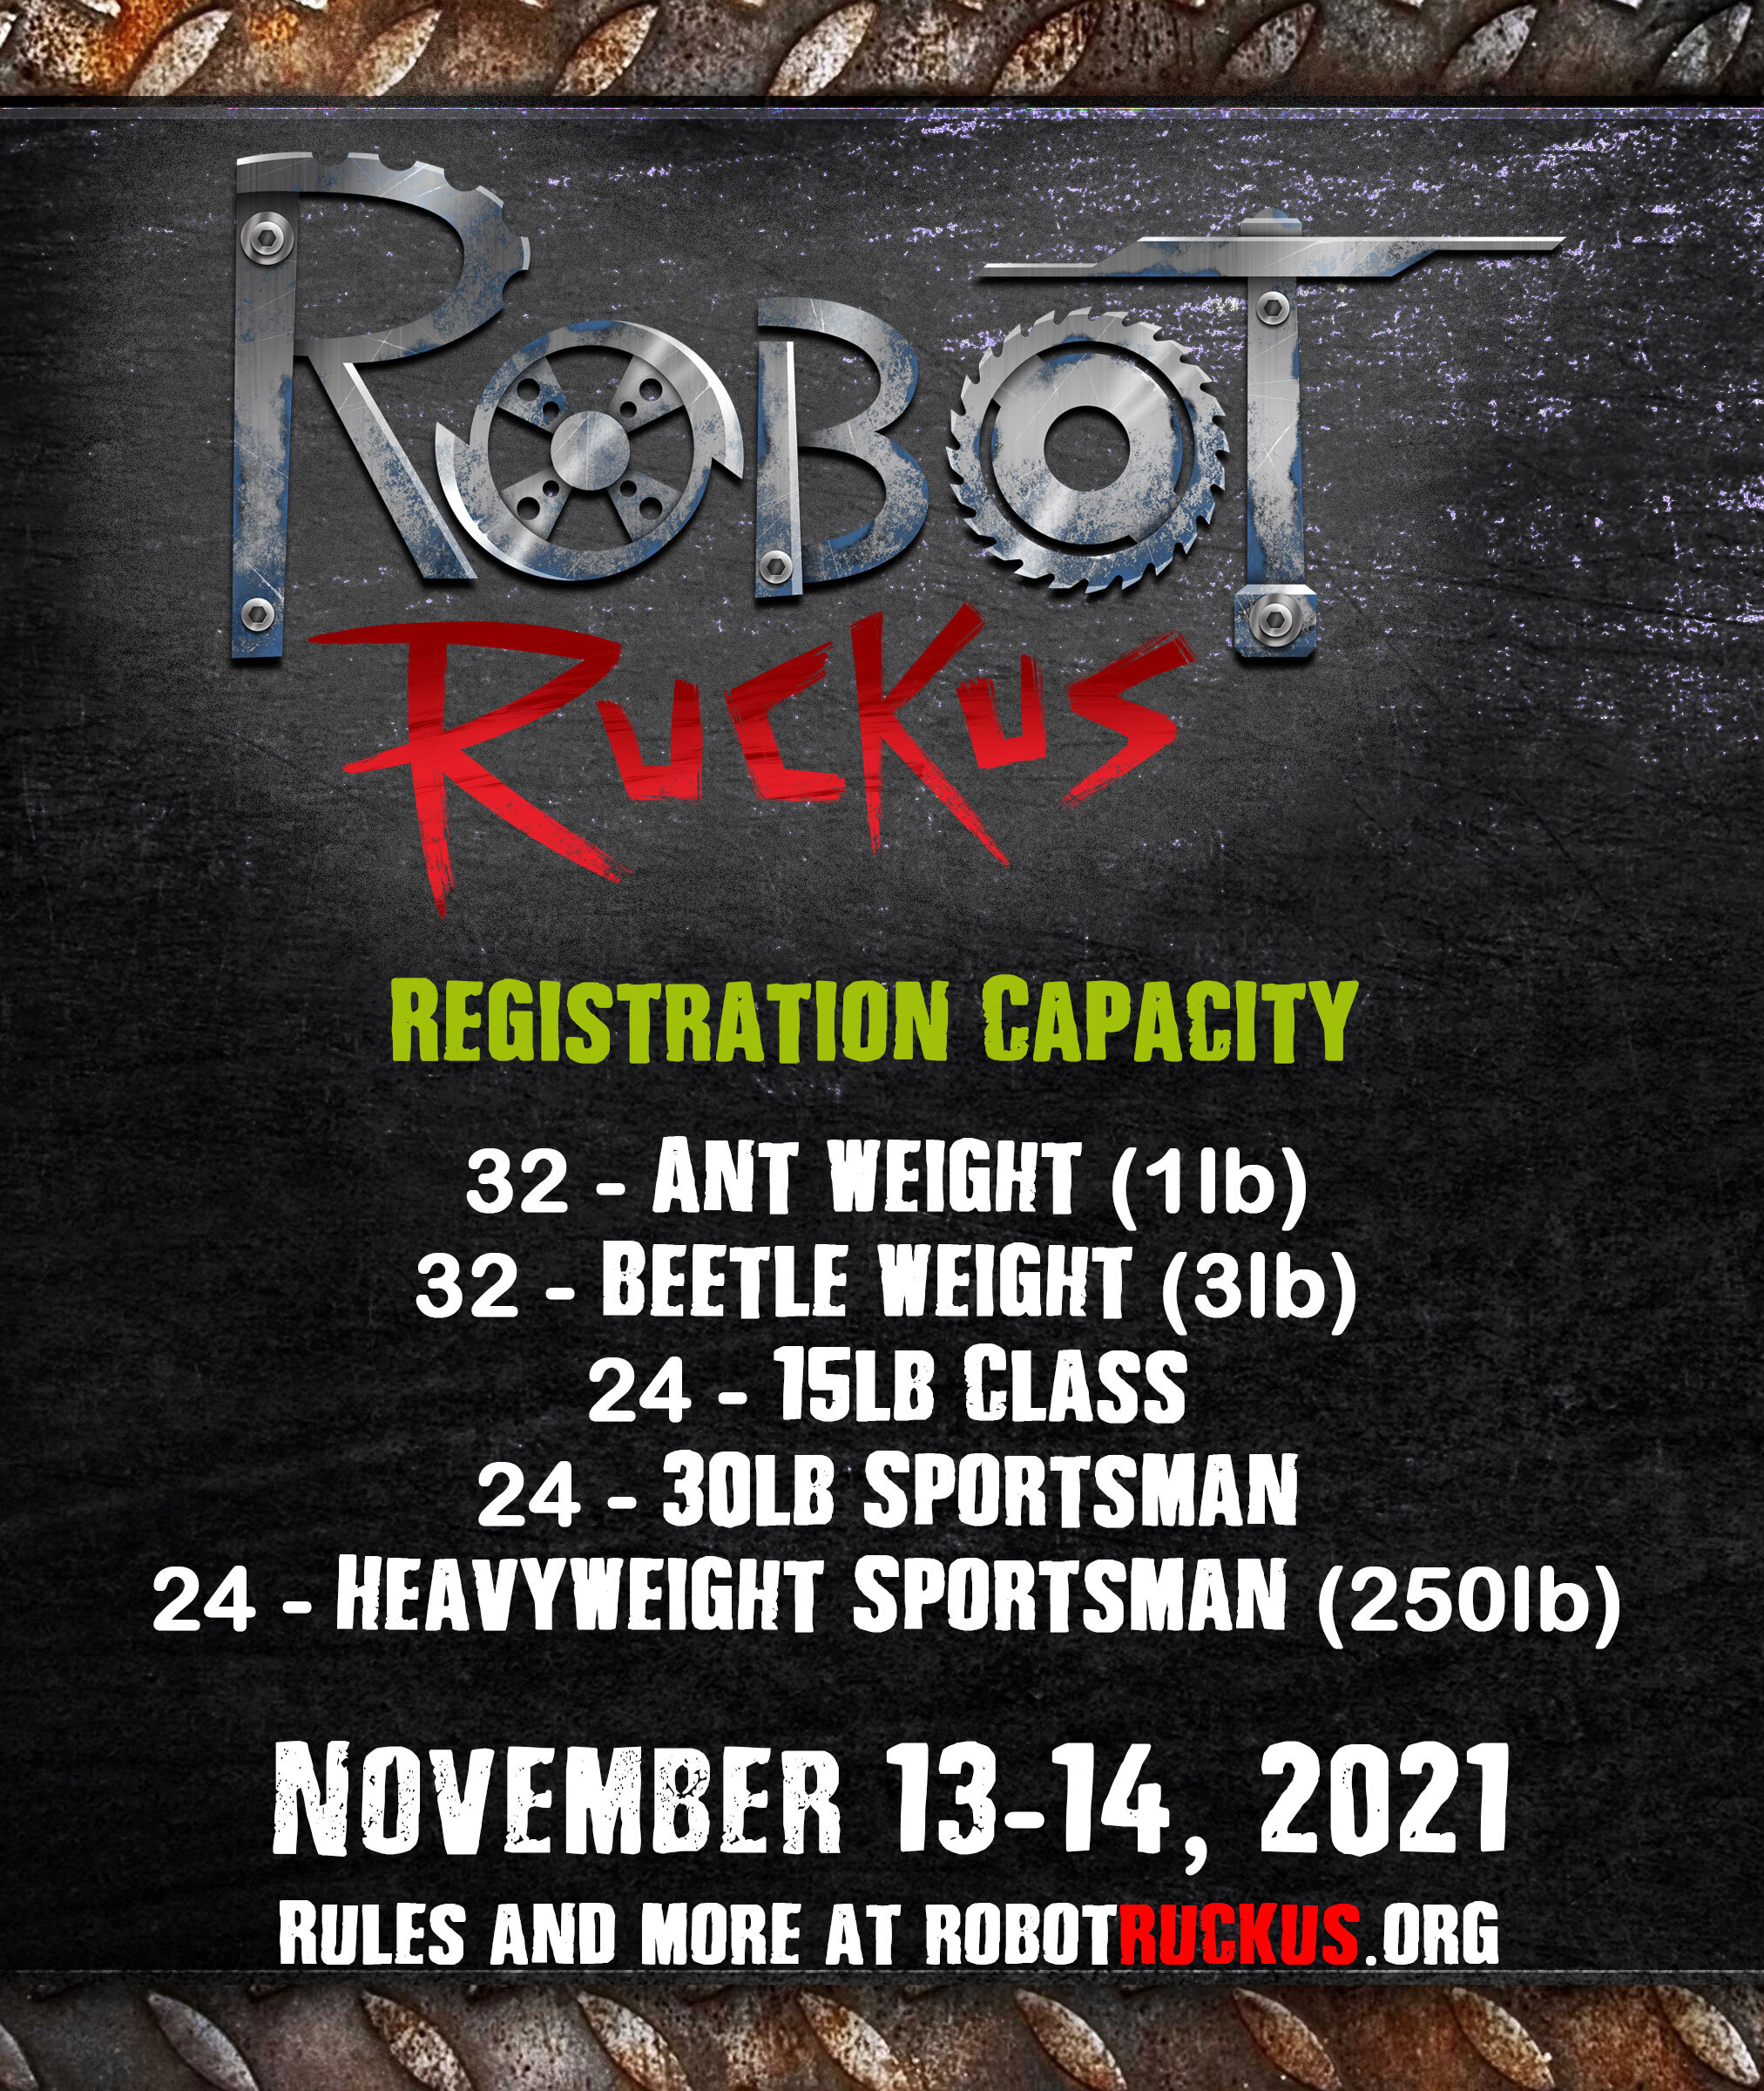 Robot
Ruckus
Registration Capacity
32 - Ant weight (1lb)
32 - Beetle weight (3lb)
24 - 15lb Class
24 - 30lb Sportsman
24 - Heavyweight Sportsman (250lb)
November 13-14, 2021
Rules and more at robotruckus.org